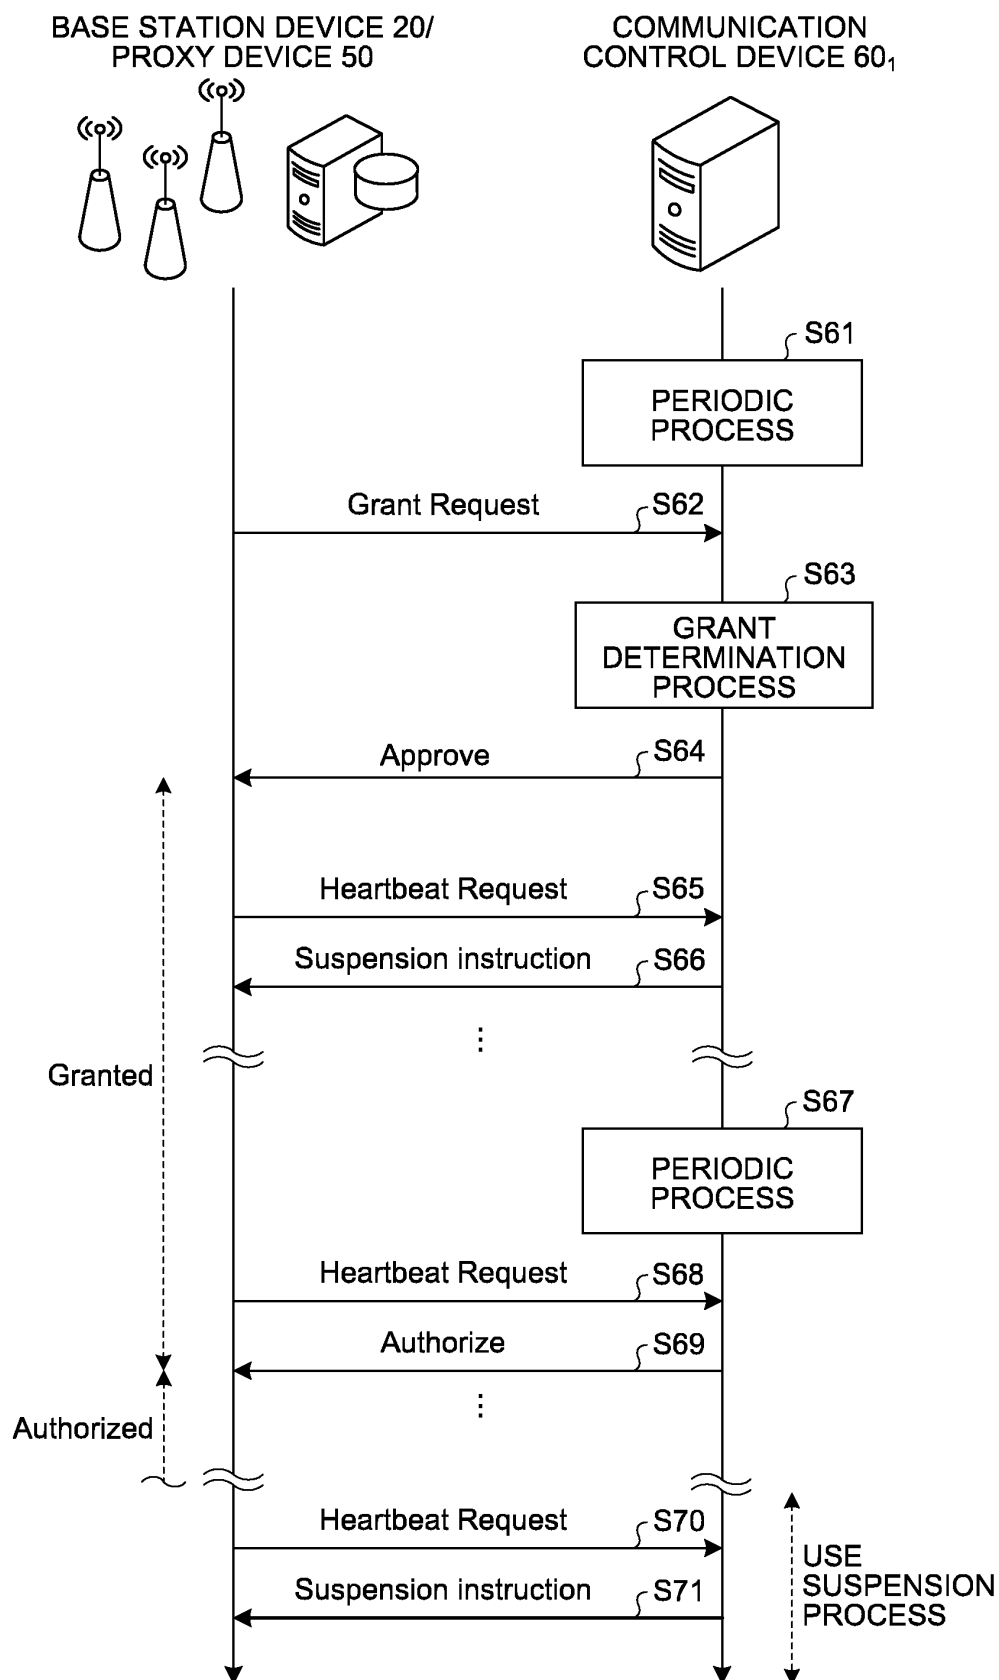 BASE STATION DEVICE 20/
PROXY DEVICE 50
COMMUNICATION
CONTROL DEVICE 60₁
S61
PERIODIC
PROCESS
Grant Request
S62
S63
GRANT
DETERMINATION
PROCESS
Approve
S64
Heartbeat Request
S65
Suspension instruction
S66
⋮
Granted
S67
PERIODIC
PROCESS
Heartbeat Request
S68
Authorize
S69
⋮
Authorized
Heartbeat Request
S70
Suspension instruction
S71
USE
SUSPENSION
PROCESS